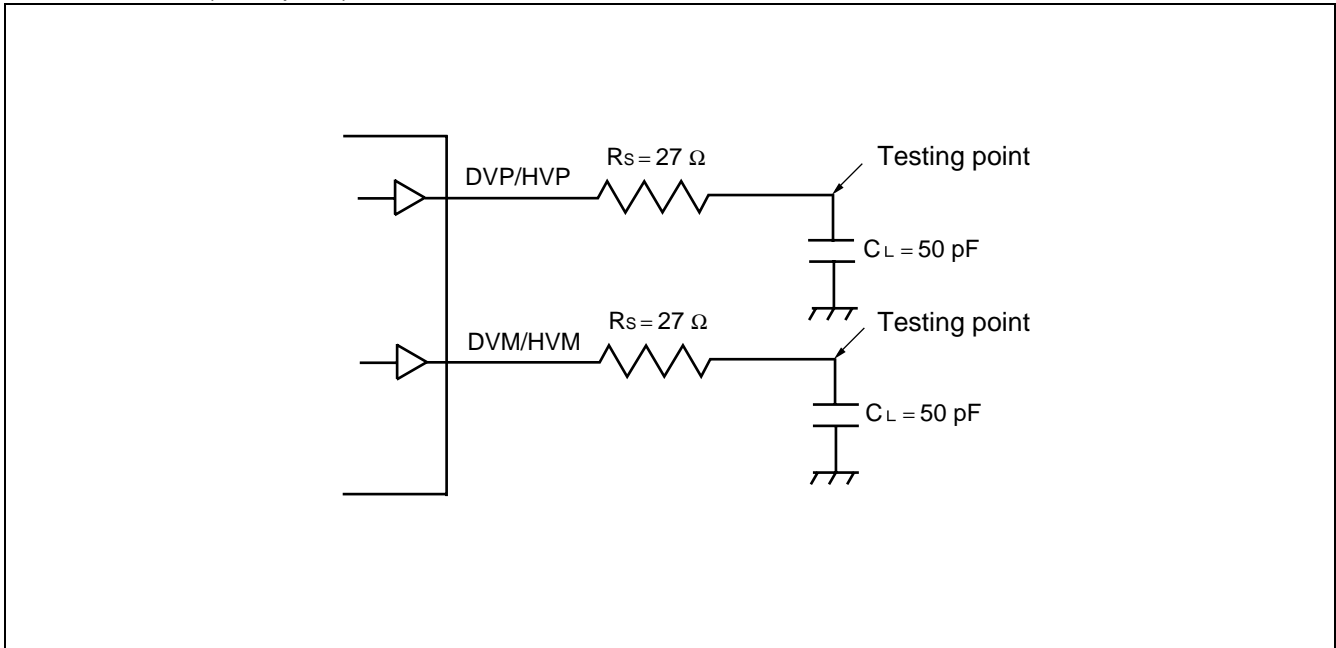 Rs = 27 Ω
Testing point
DVP/HVP
CL = 50 pF
Rs = 27 Ω
Testing point
DVM/HVM
CL = 50 pF